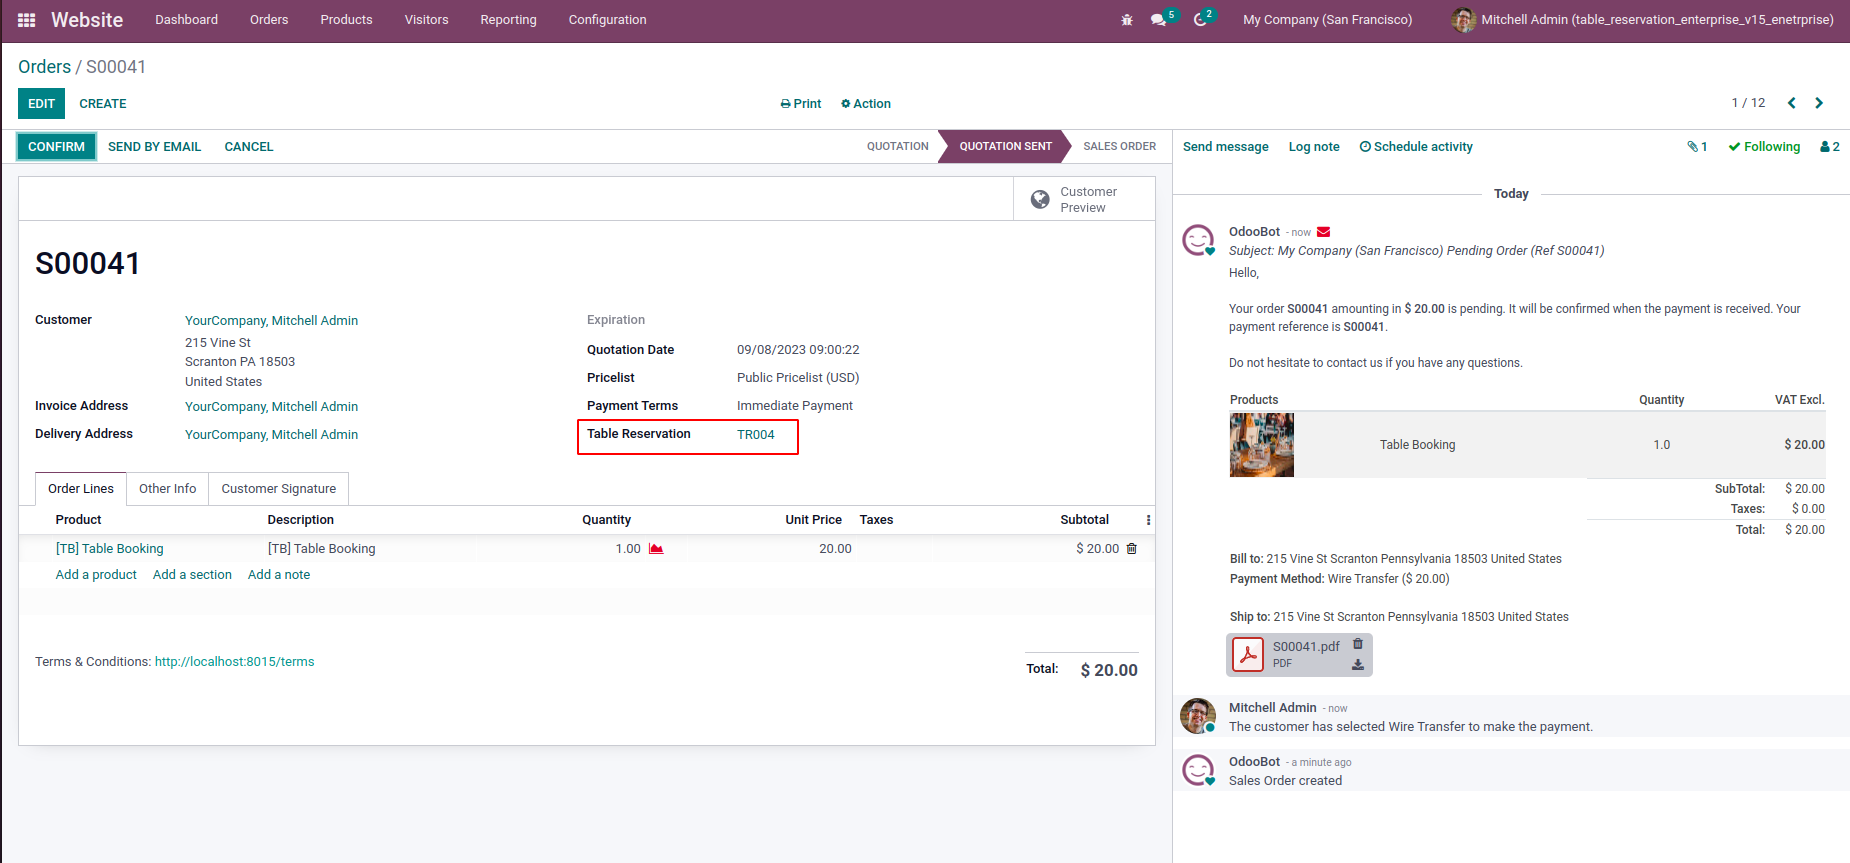 Website Dashboard Orders Products Visitors Reporting Configuration 5 2 My Company (San Francisco) Mitchell Admin (table_reservation_enterprise_v15_enetrprise)
Orders / S00041
EDIT CREATE Print Action 1 / 12
CONFIRM SEND BY EMAIL CANCEL QUOTATION QUOTATION SENT SALES ORDER
Customer
Preview
S00041
Customer YourCompany, Mitchell Admin
215 Vine St
Scranton PA 18503
United States
Invoice Address YourCompany, Mitchell Admin
Delivery Address YourCompany, Mitchell Admin
Expiration
Quotation Date 09/08/2023 09:00:22
Pricelist Public Pricelist (USD)
Payment Terms Immediate Payment
Table Reservation TR004
Order Lines Other Info Customer Signature
Product Description Quantity Unit Price Taxes Subtotal
[TB] Table Booking [TB] Table Booking 1.00 20.00 $ 20.00
Add a product Add a section Add a note
Terms & Conditions: http://localhost:8015/terms
Total: $ 20.00
Send message Log note Schedule activity 1 Following 2
Today
OdooBot - now
Subject: My Company (San Francisco) Pending Order (Ref S00041)
Hello,
Your order S00041 amounting in $ 20.00 is pending. It will be confirmed when the payment is received. Your
payment reference is S00041.
Do not hesitate to contact us if you have any questions.
Products Quantity VAT Excl.
Table Booking 1.0 $ 20.00
SubTotal: $ 20.00
Taxes: $ 0.00
Total: $ 20.00
Bill to: 215 Vine St Scranton Pennsylvania 18503 United States
Payment Method: Wire Transfer ($ 20.00)
Ship to: 215 Vine St Scranton Pennsylvania 18503 United States
S00041.pdf
PDF
Mitchell Admin - now
The customer has selected Wire Transfer to make the payment.
OdooBot - a minute ago
Sales Order created